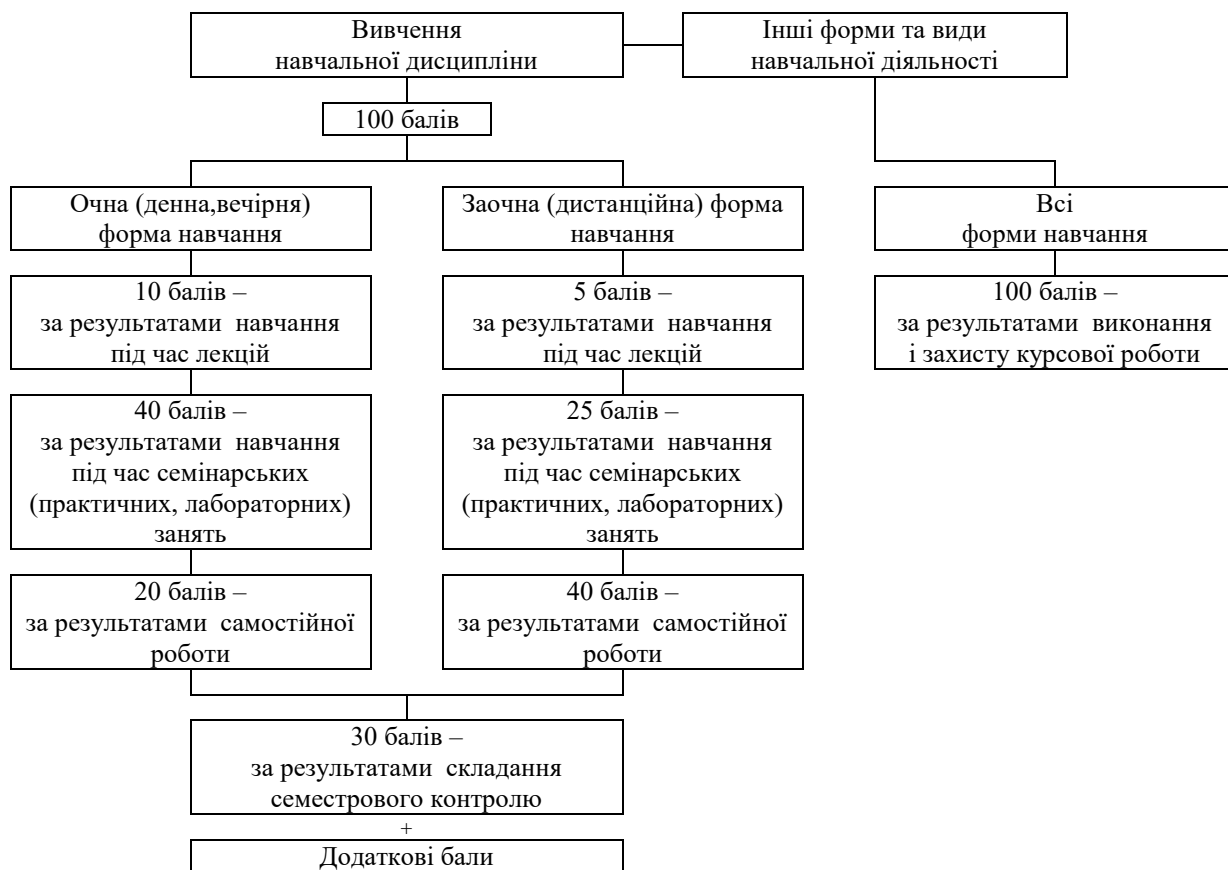 Вивчення
навчальної дисципліни
Інші форми та види
навчальної діяльності
100 балів
Очна (денна,вечірня)
форма навчання
Заочна (дистанційна) форма
навчання
Всі
форми навчання
10 балів –
за результатами навчання
під час лекцій
5 балів –
за результатами навчання
під час лекцій
100 балів –
за результатами виконання
і захисту курсової роботи
40 балів –
за результатами навчання
під час семінарських
(практичних, лабораторних)
занять
25 балів –
за результатами навчання
під час семінарських
(практичних, лабораторних)
занять
20 балів –
за результатами самостійної
роботи
40 балів –
за результатами самостійної
роботи
30 балів –
за результатами складання
семестрового контролю
+
Додаткові бали